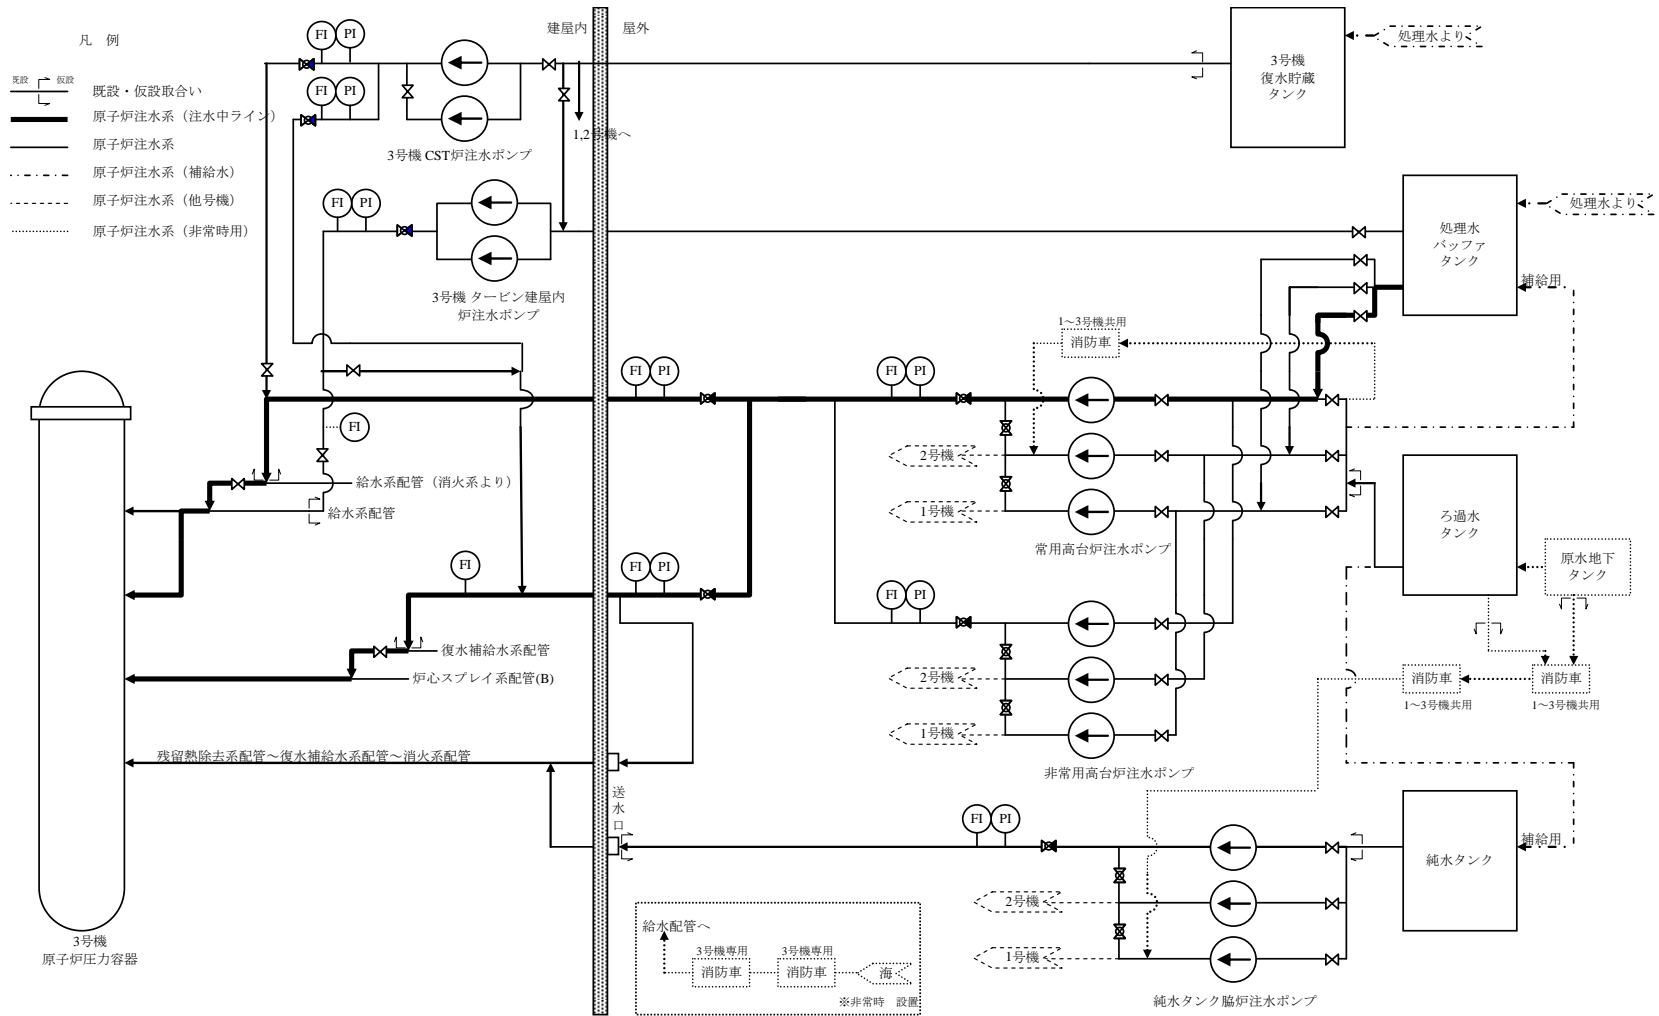 凡 例
既設 仮設
既設・仮設取合い
原子炉注水系（注水中ライン）
原子炉注水系
原子炉注水系（補給水）
原子炉注水系（他号機）
原子炉注水系（非常時用）
建屋内
屋外
FI PI
FI PI
3号機 CST炉注水ポンプ
1,2号機へ
FI PI
3号機 タービン建屋内
炉注水ポンプ
3号機
復水貯蔵
タンク
処理水より
処理水
バッファ
タンク
処理水より
補給用
1～3号機共用
消防車
FI PI
FI PI
FI
2号機
1号機
常用高台炉注水ポンプ
給水系配管（消火系より）
給水系配管
ろ過水
タンク
原水地下
タンク
FI
FI PI
FI PI
2号機
1号機
非常用高台炉注水ポンプ
復水補給水系配管
炉心スプレイ系配管(B)
消防車
1～3号機共用
消防車
1～3号機共用
残留熱除去系配管～復水補給水系配管～消火系配管
送
水
口
FI PI
2号機
1号機
純水タンク脇炉注水ポンプ
純水タンク
補給用
3号機
原子炉圧力容器
給水配管へ
3号機専用
消防車
3号機専用
消防車
海
※非常時 設置